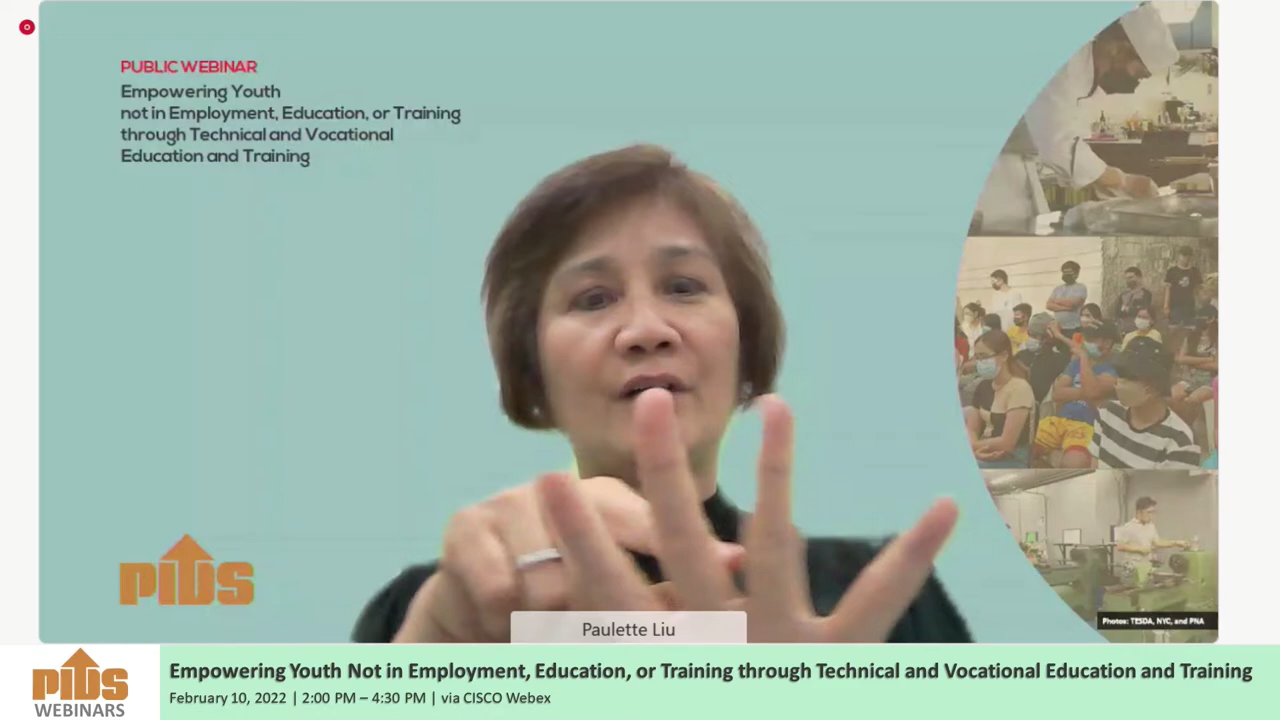 PUBLIC WEBINAR
Empowering Youth
not in Employment, Education, or Training
through Technical and Vocational
Education and Training
PIDS
Paulette Liu
Photos: TESDA, NYC, and PNA
PIDS
WEBINARS
Empowering Youth Not in Employment, Education, or Training through Technical and Vocational Education and Training
February 10, 2022 | 2:00 PM – 4:30 PM | via CISCO Webex